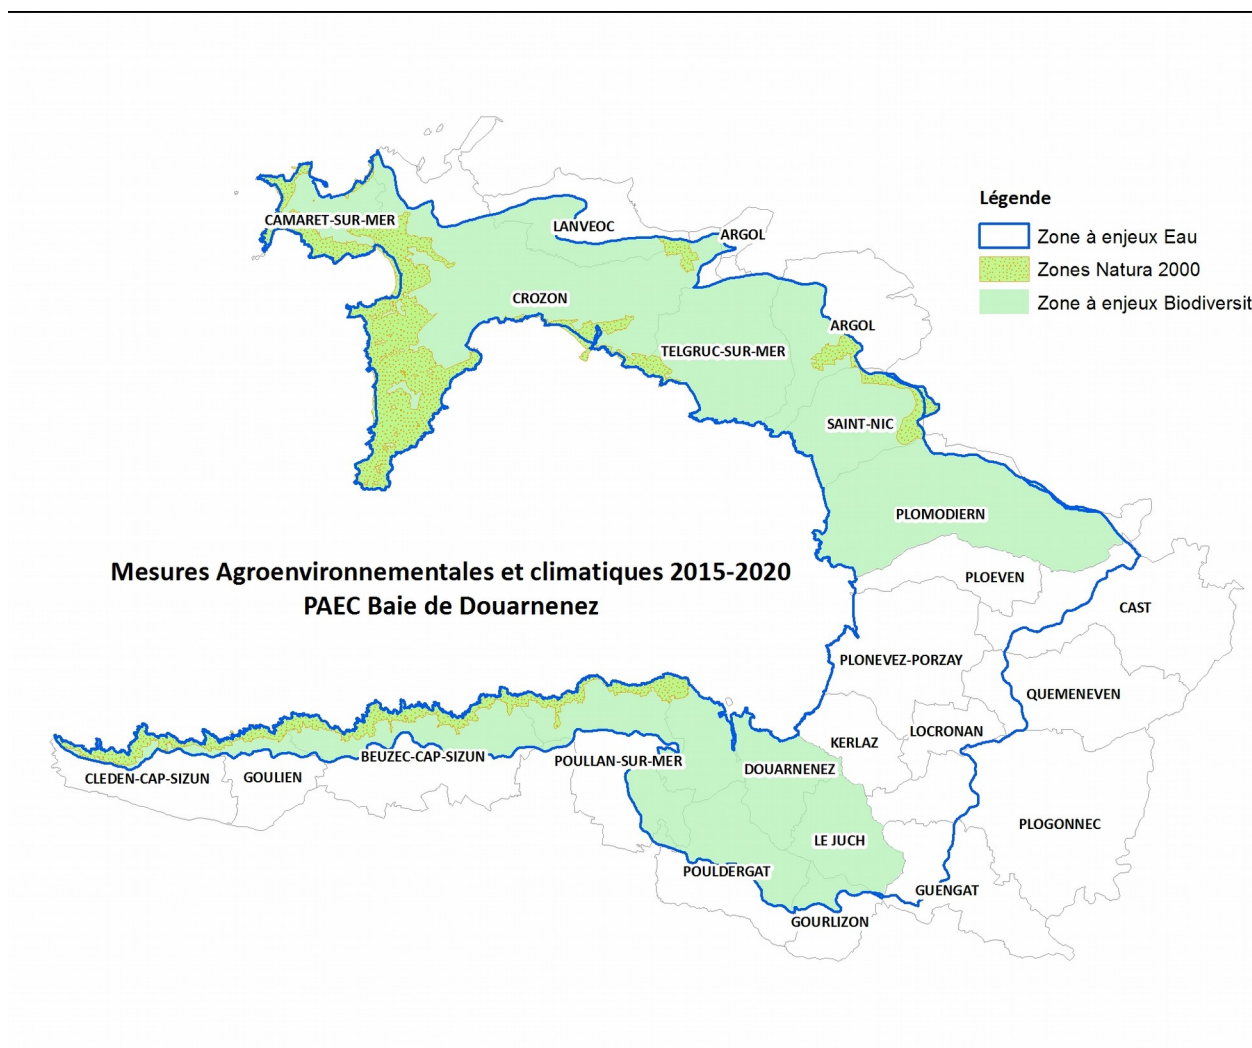 CAMARET-SUR-MER
LANVEOC
ARGOL
CROZON
Légende
Zone à enjeux Eau
Zones Natura 2000
Zone à enjeux Biodiversit
ARGOL
TELGRUC-SUR-MER
SAINT-NIC
PLOMODIERN
Mesures Agroenvironnementales et climatiques 2015-2020
PAEC Baie de Douarnenez
PLOEVEN
CAST
PLONEVEZ-PORZAY
QUEMENEVEN
LOCRONAN
KERLAZ
CLEDEN-CAP-SIZUN
GOULIEN
BEUZEC-CAP-SIZUN
POULLAN-SUR-MER
DOUARNENEZ
PLOGONNEC
LE JUCH
POULDERGAT
GUENGAT
GOURLIZON